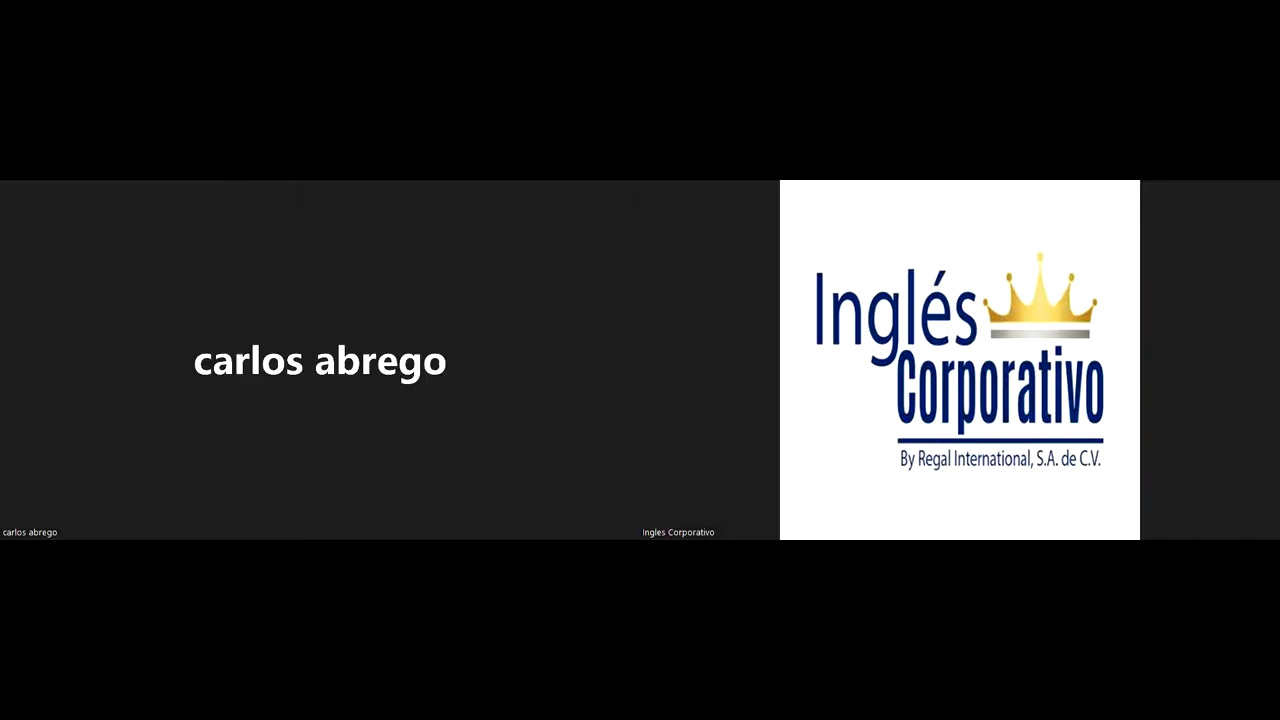 carlos abrego
carlos abrego
Inglés
Corporativo
By Regal International, S.A. de C.V.
Ingles Corporativo